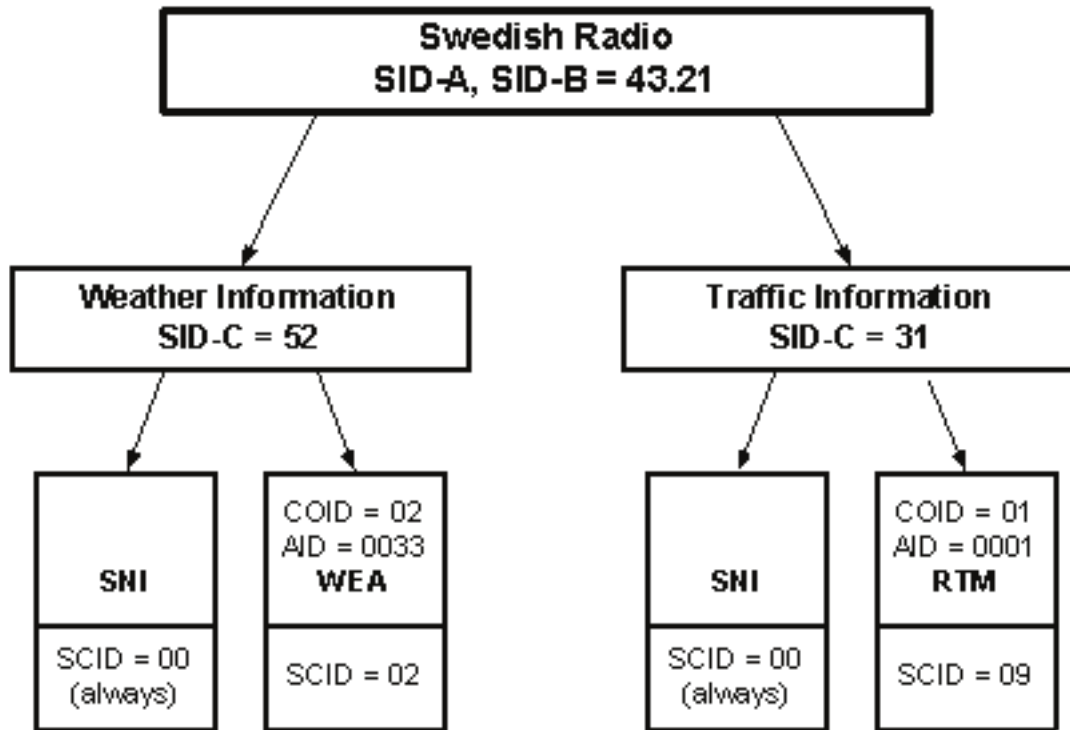 Swedish Radio
SID-A, SID-B = 43.21
Weather Information
SID-C = 52
Traffic Information
SID-C = 31
SNI
SCID = 00
(always)
COID = 02
AID = 0033
WEA
SCID = 02
SNI
SCID = 00
(always)
COID = 01
AID = 0001
RTM
SCID = 09